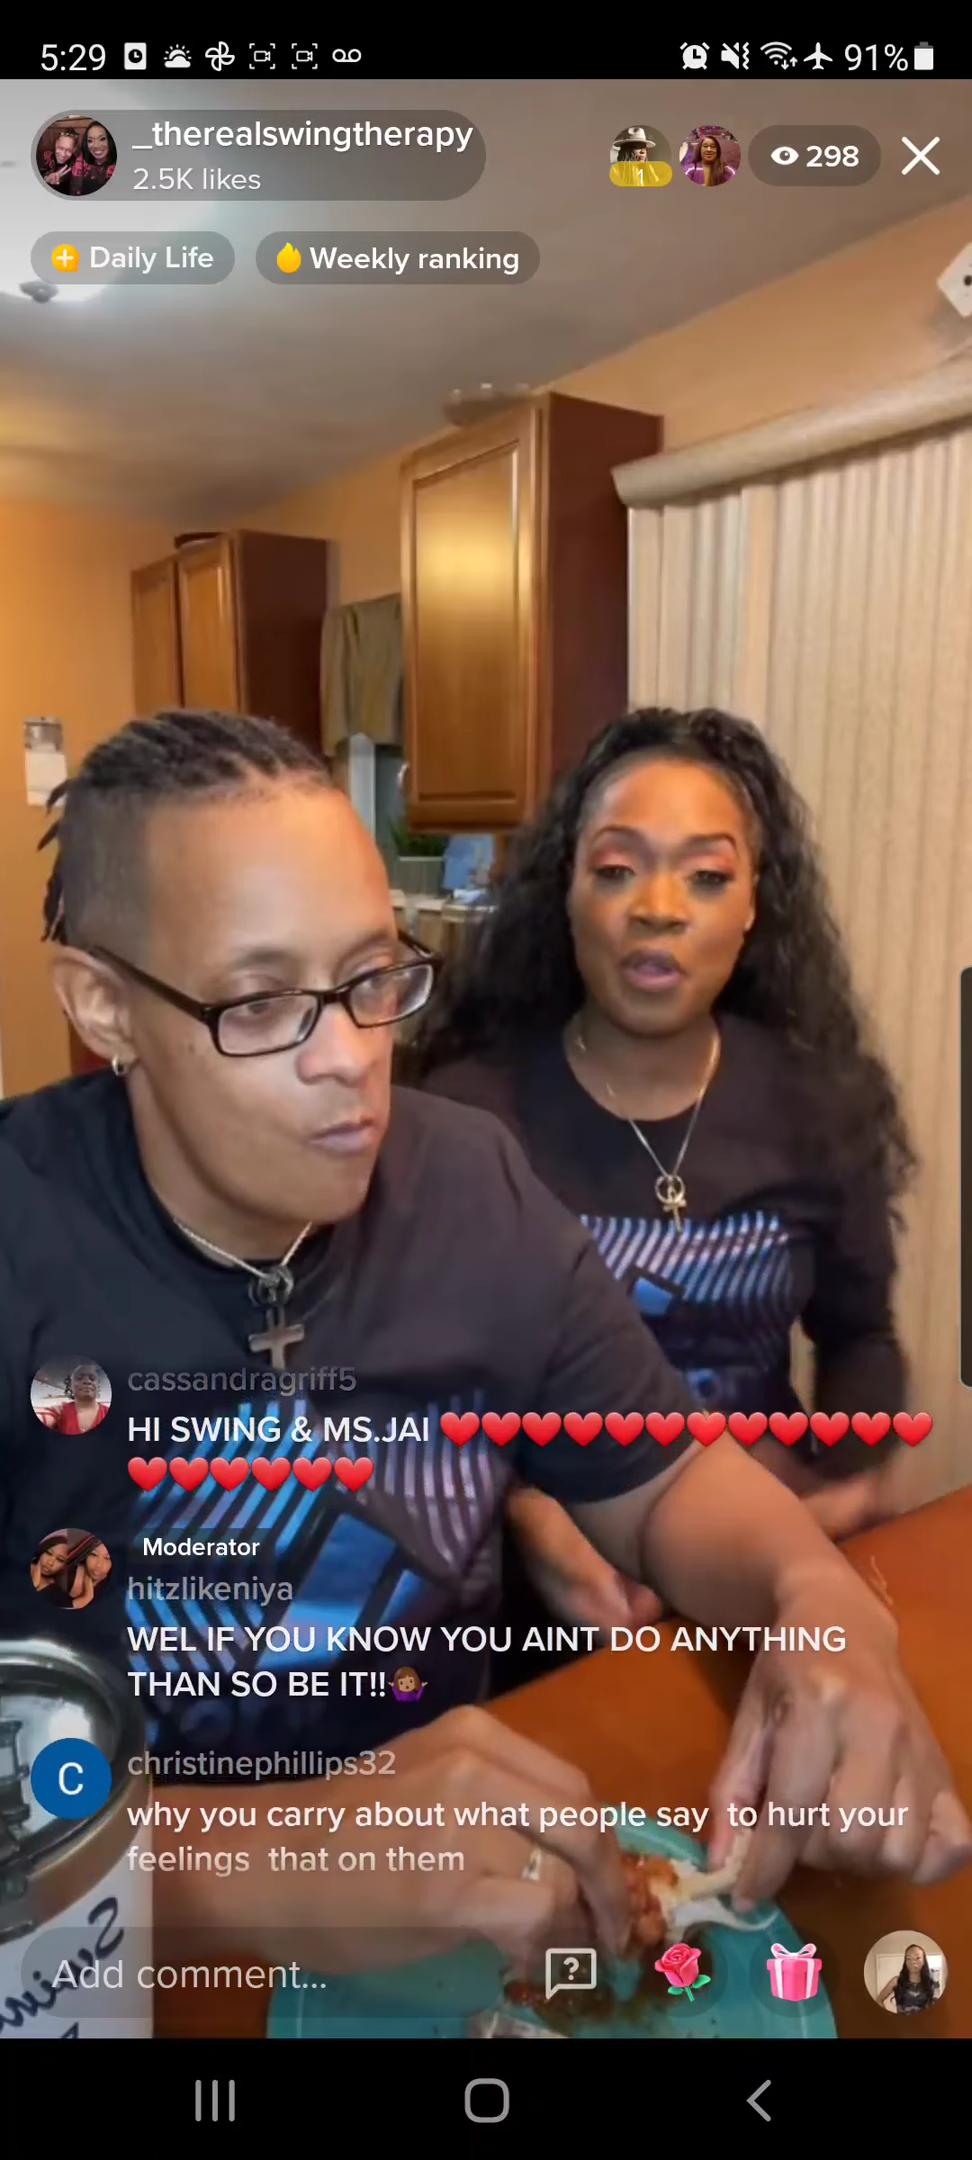 5:29
91%
_therealswingtherapy
2.5K likes
1
298
Daily Life
Weekly ranking
cassandragriff5
HI SWING & MS.JAI ❤️❤️❤️❤️❤️❤️❤️❤️❤️❤️❤️❤️
❤️❤️❤️❤️❤️❤️
Moderator
hitzlikeniya
WEL IF YOU KNOW YOU AINT DO ANYTHING
THAN SO BE IT!!🤷🏽‍♀️
C
christinephillips32
why you carry about what people say  to hurt your
feelings  that on them
Add comment...